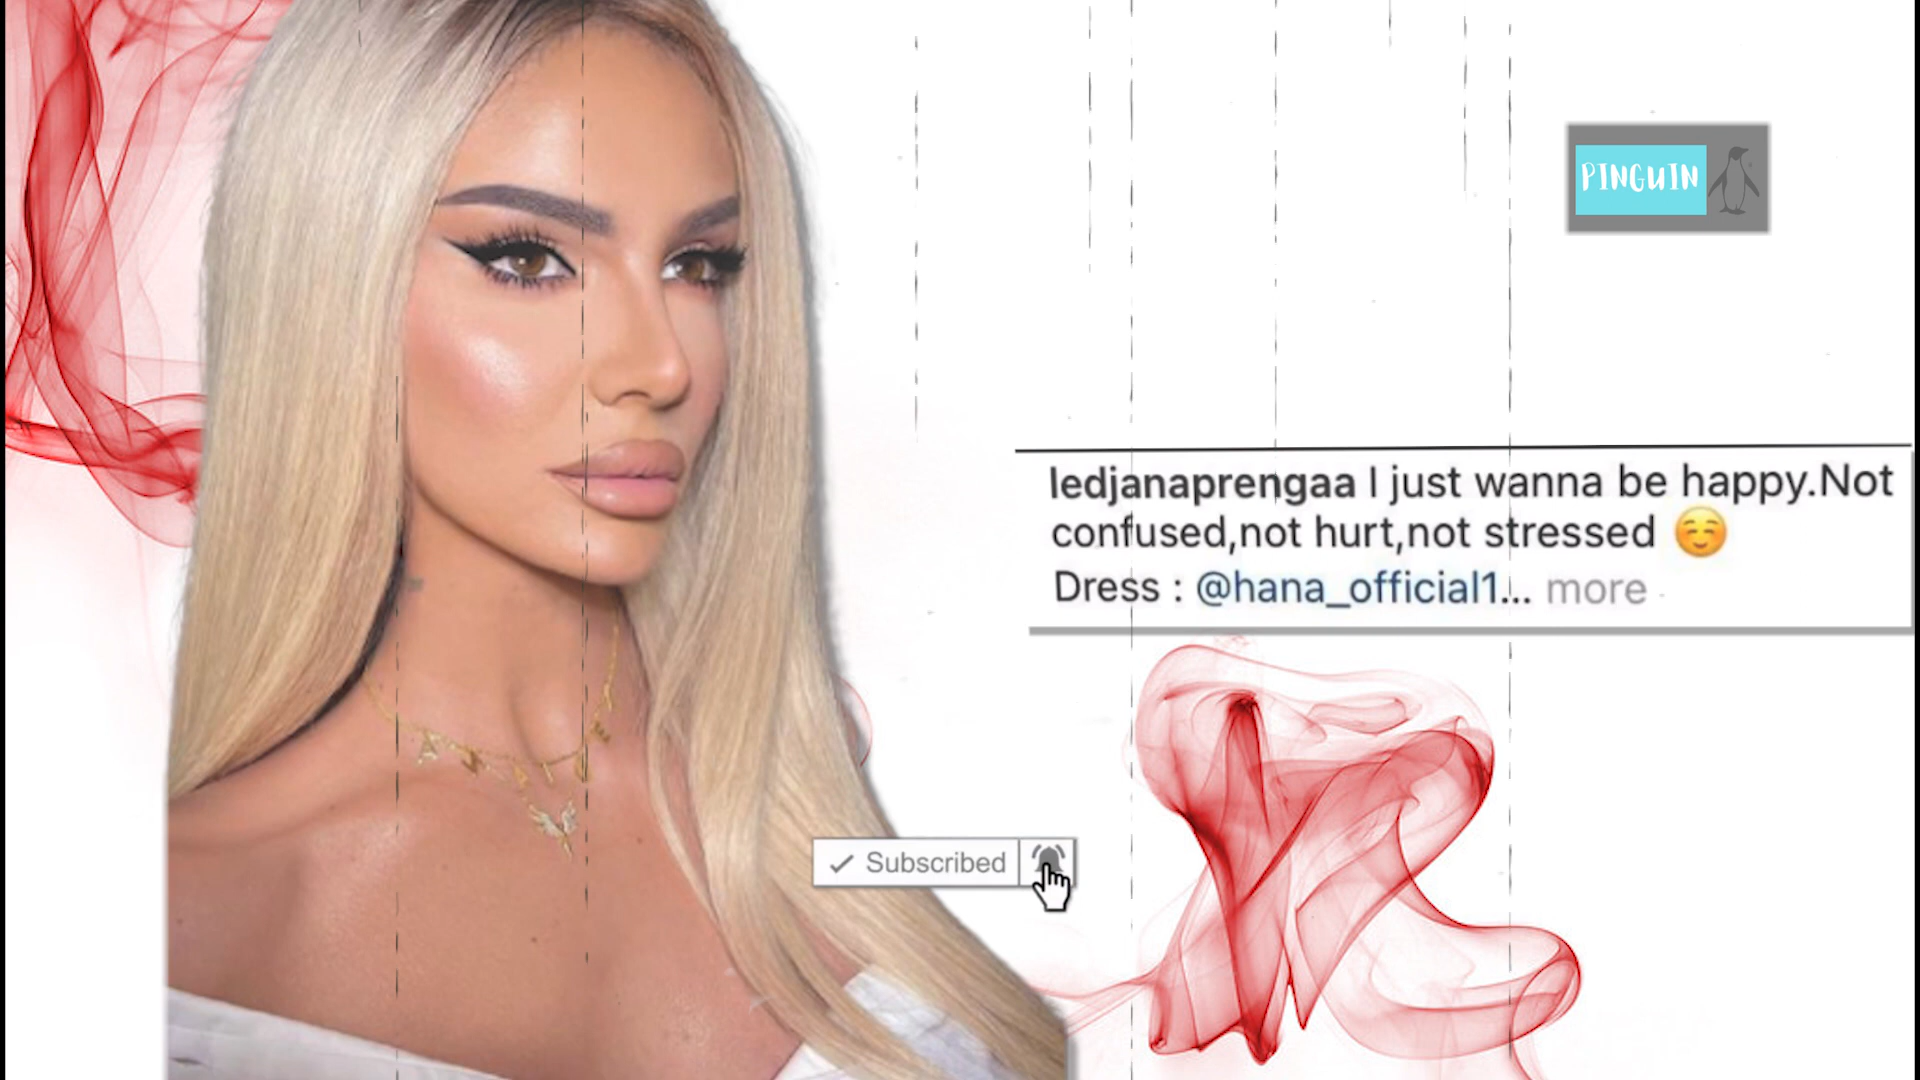 PINGUIN
ledjanaprengaa I just wanna be happy.Not
confused,not hurt,not stressed ☺️
Dress : @hana_official1... more
Subscribed